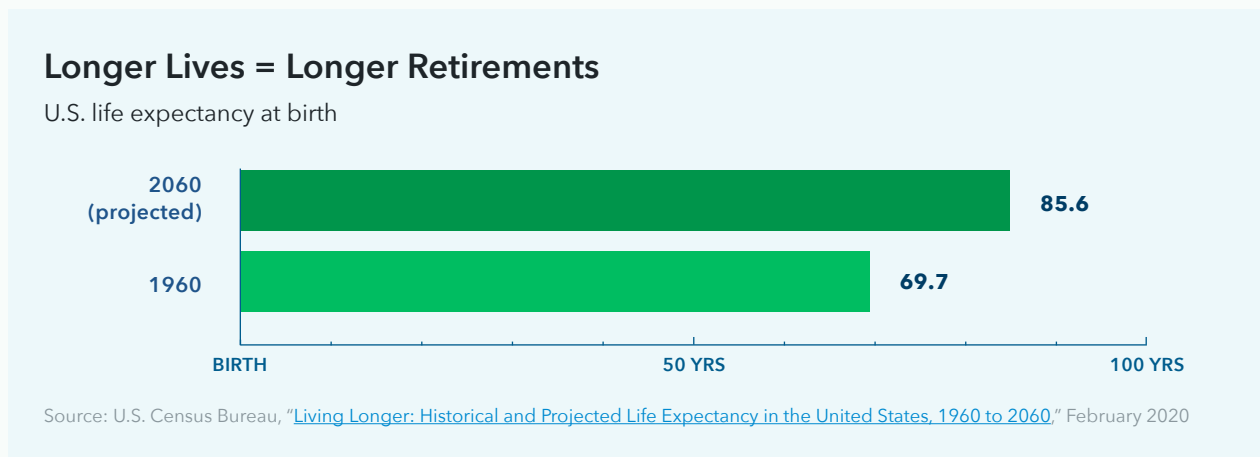 Longer Lives = Longer Retirements
U.S. life expectancy at birth
2060
(projected)
85.6
1960
69.7
BIRTH
50 YRS
100 YRS
Source: U.S. Census Bureau, “Living Longer: Historical and Projected Life Expectancy in the United States, 1960 to 2060,” February 2020